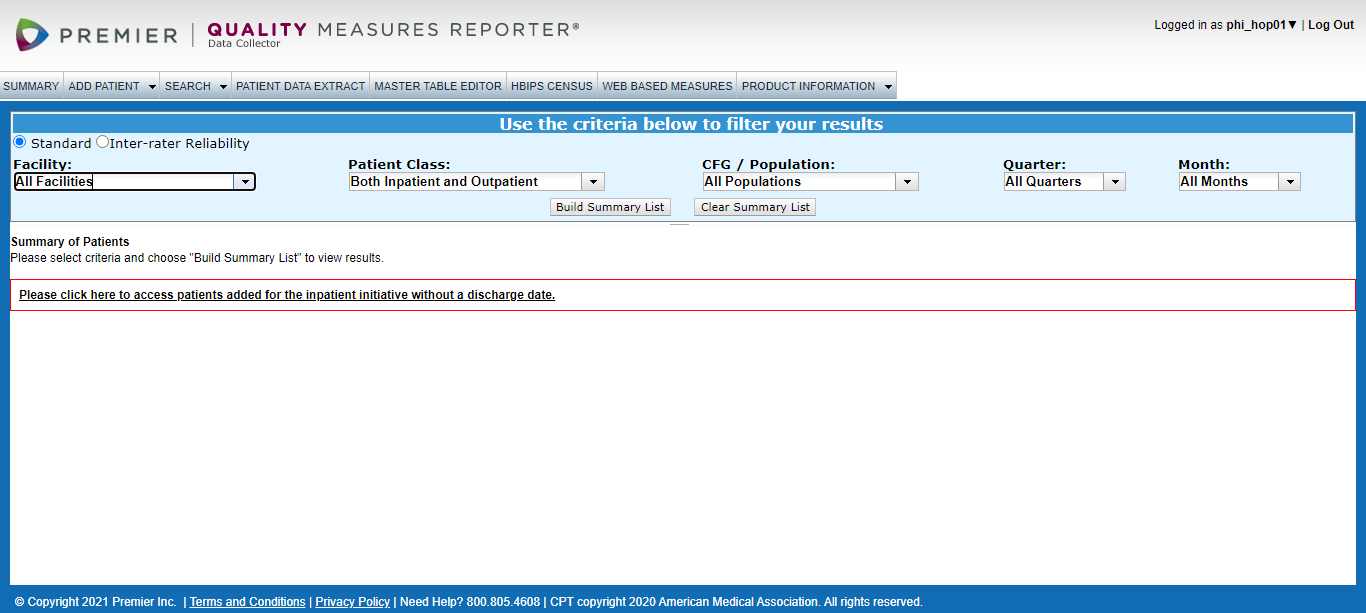 PREMIER | QUALITY MEASURES REPORTER®
Data Collector
Logged in as phi_hop01▼ | Log Out
SUMMARY ADD PATIENT SEARCH PATIENT DATA EXTRACT MASTER TABLE EDITOR HBIPS CENSUS WEB BASED MEASURES PRODUCT INFORMATION
Use the criteria below to filter your results
Standard Inter-rater Reliability
Facility: Patient Class: CFG / Population: Quarter: Month:
All Facilities Both Inpatient and Outpatient All Populations All Quarters All Months
Build Summary List Clear Summary List
Summary of Patients
Please select criteria and choose "Build Summary List" to view results.
Please click here to access patients added for the inpatient initiative without a discharge date.
© Copyright 2021 Premier Inc. | Terms and Conditions | Privacy Policy | Need Help? 800.805.4608 | CPT copyright 2020 American Medical Association. All rights reserved.